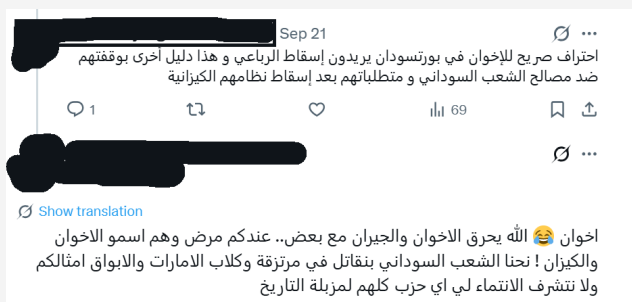 Sep 21
احتراف صريح للإخوان في بورتسودان يريدون إسقاط الرباعي و هذا دليل أخرى بوقفتهم
ضد مصالح الشعب السوداني و متطلباتهم بعد إسقاط نظامهم الكيزانية
1
69
Show translation
اخوان 😂 الله يحرق الاخوان والجيران مع بعض.. عندكم مرض وهم اسمو الاخوان
والكيزان ! نحنا الشعب السوداني بنقاتل في مرتزقة وكلاب الامارات والابواق امثالكم
ولا نتشرف الانتماء لي اي حزب كلهم لمزبلة التاريخ